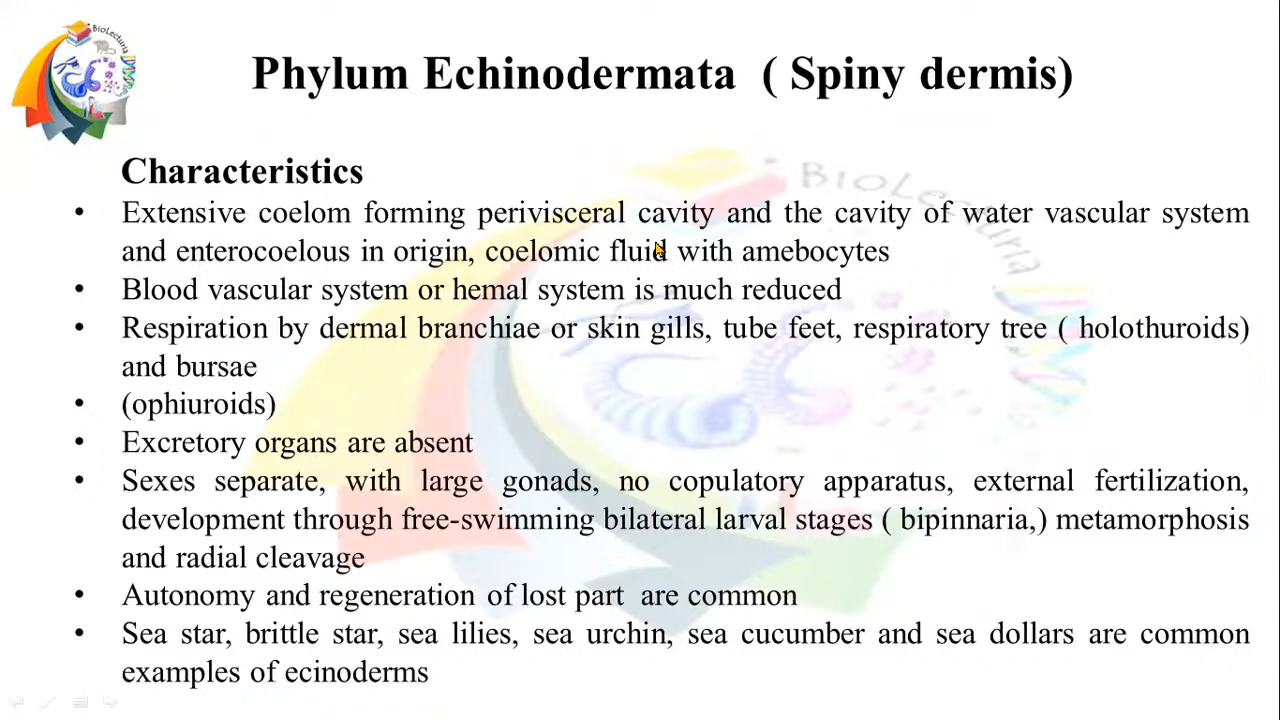 BioLecturia
Phylum Echinodermata ( Spiny dermis)
BioLecturia
Characteristics
• Extensive coelom forming perivisceral cavity and the cavity of water vascular system
and enterocoelous in origin, coelomic fluid with amebocytes
• Blood vascular system or hemal system is much reduced
• Respiration by dermal branchiae or skin gills, tube feet, respiratory tree ( holothuroids)
and bursae
• (ophiuroids)
• Excretory organs are absent
• Sexes separate, with large gonads, no copulatory apparatus, external fertilization,
development through free-swimming bilateral larval stages ( bipinnaria,) metamorphosis
and radial cleavage
• Autonomy and regeneration of lost part are common
• Sea star, brittle star, sea lilies, sea urchin, sea cucumber and sea dollars are common
examples of ecinoderms